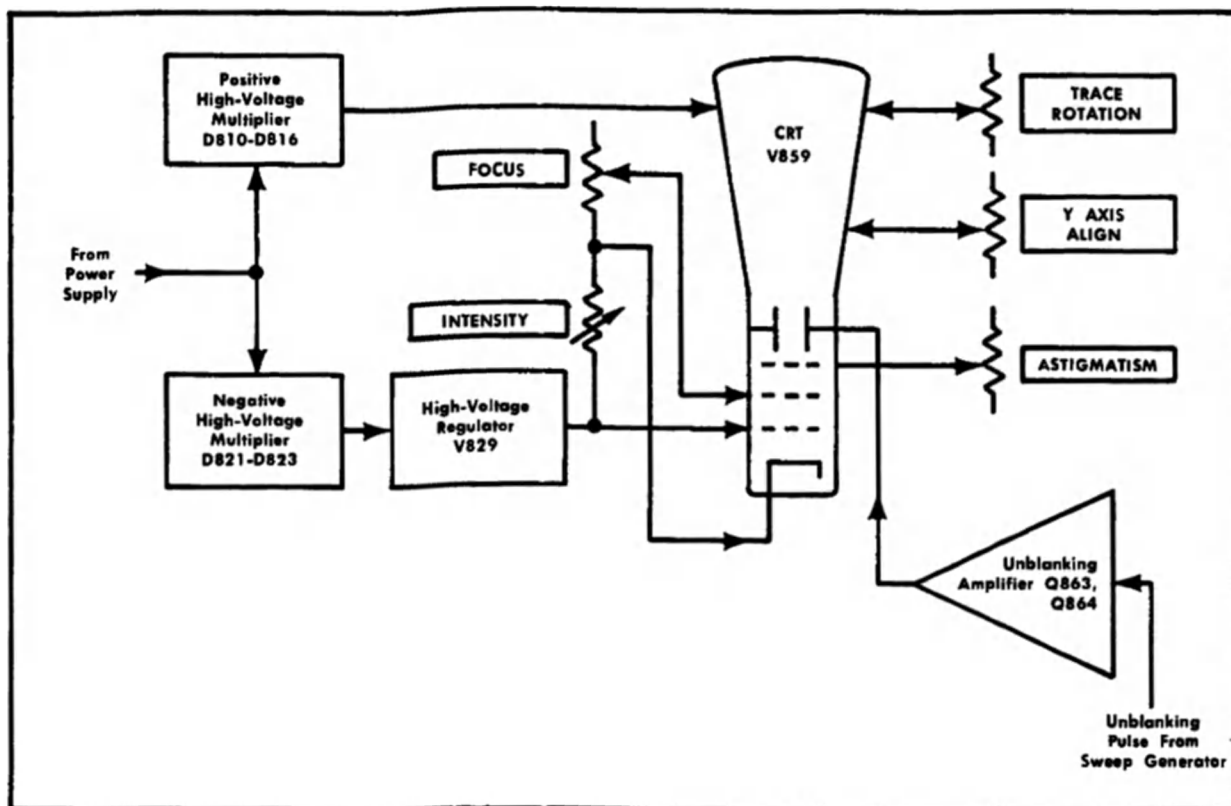 Positive
High-Voltage
Multiplier
D810-D816
FOCUS
CRT
V859
TRACE
ROTATION
Y AXIS
ALIGN
From
Power
Supply
INTENSITY
ASTIGMATISM
Negative
High-Voltage
Multiplier
D821-D823
High-Voltage
Regulator
V829
Unblanking
Amplifier Q863,
Q864
Unblanking
Pulse From
Sweep Generator